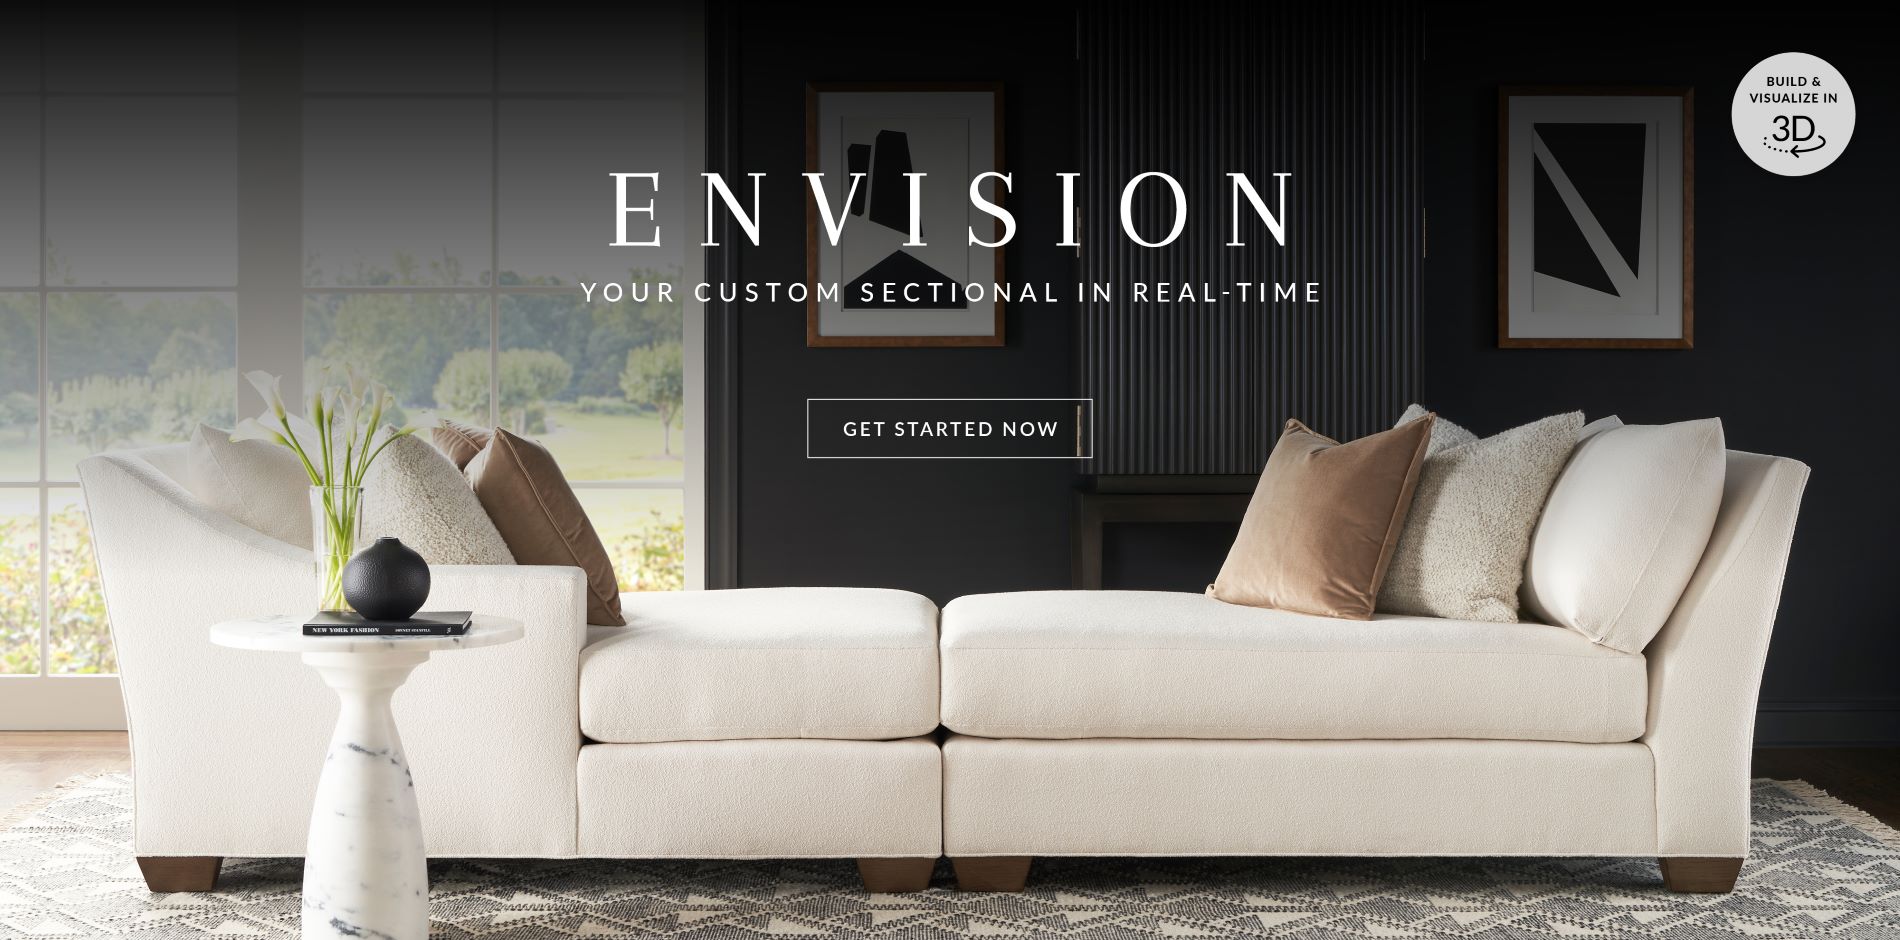 BUILD &
VISUALIZE IN
3D
ENVISION
YOUR CUSTOM SECTIONAL IN REAL-TIME
GET STARTED NOW
NEW YORK FASHION